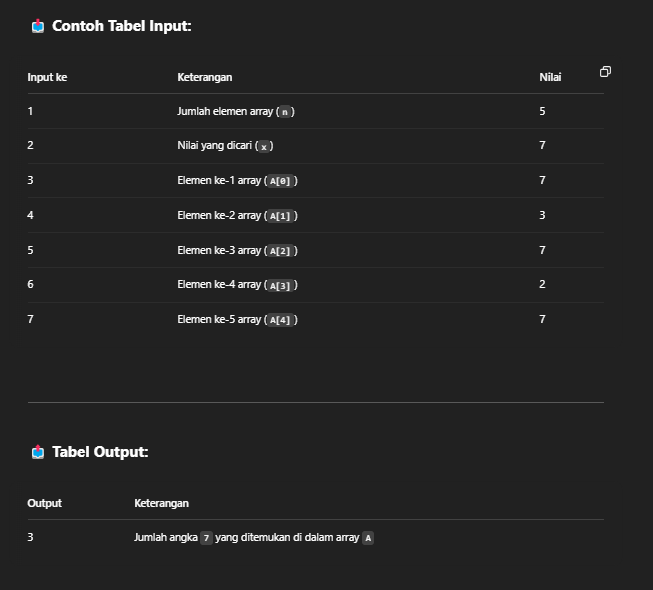 Contoh Tabel Input:
Input ke Keterangan Nilai
1 Jumlah elemen array ( n ) 5
2 Nilai yang dicari ( x ) 7
3 Elemen ke-1 array ( A[0] ) 7
4 Elemen ke-2 array ( A[1] ) 3
5 Elemen ke-3 array ( A[2] ) 7
6 Elemen ke-4 array ( A[3] ) 2
7 Elemen ke-5 array ( A[4] ) 7
Tabel Output:
Output Keterangan
3 Jumlah angka 7 yang ditemukan di dalam array A